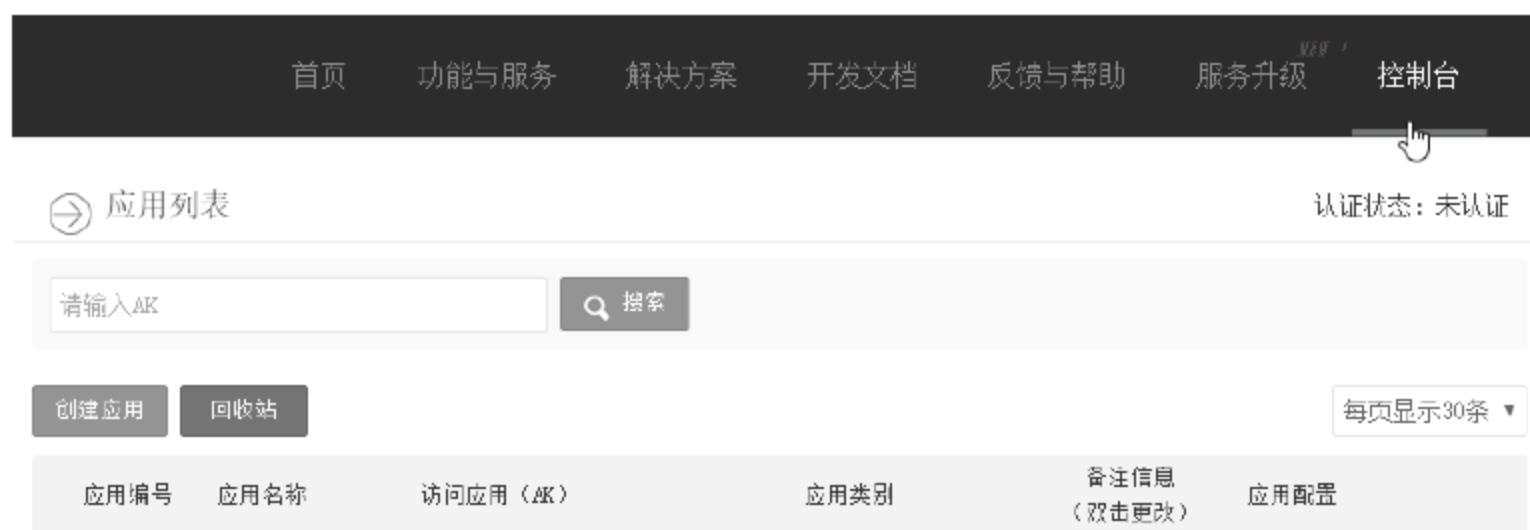 首页 功能与服务 解决方案 开发文档 反馈与帮助 服务升级 NEW ! 控制台
应用列表 认证状态：未认证
请输入AK 搜索
创建应用 回收站 每页显示30条
应用编号 应用名称 访问应用（AK） 应用类别 备注信息 应用配置
（双击更改）